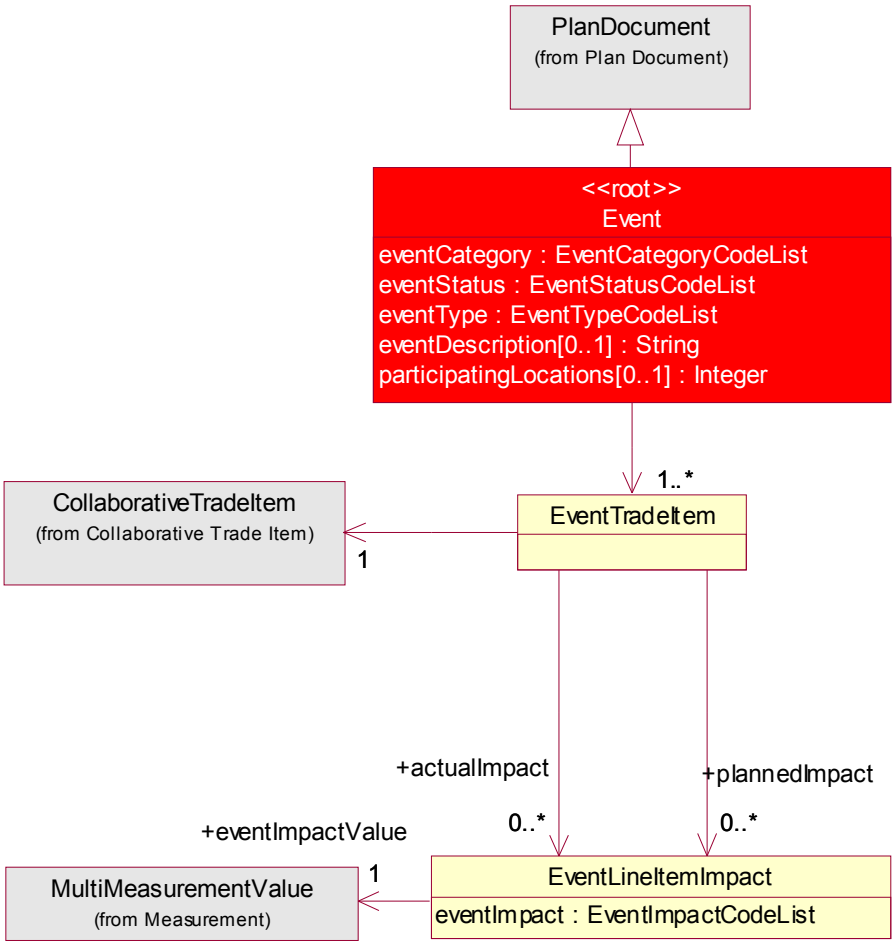 PlanDocument
(from Plan Document)
<<root>>
Event
eventCategory : EventCategoryCodeList
eventStatus : EventStatusCodeList
eventType : EventTypeCodeList
eventDescription[0..1] : String
participatingLocations[0..1] : Integer
1..*
CollaborativeTradeItem
(from Collaborative Trade Item)
1
EventTradeItem
+actualImpact
+plannedImpact
0..*
0..*
+eventImpactValue
1
MultiMeasurementValue
(from Measurement)
EventLineItemImpact
eventImpact : EventImpactCodeList